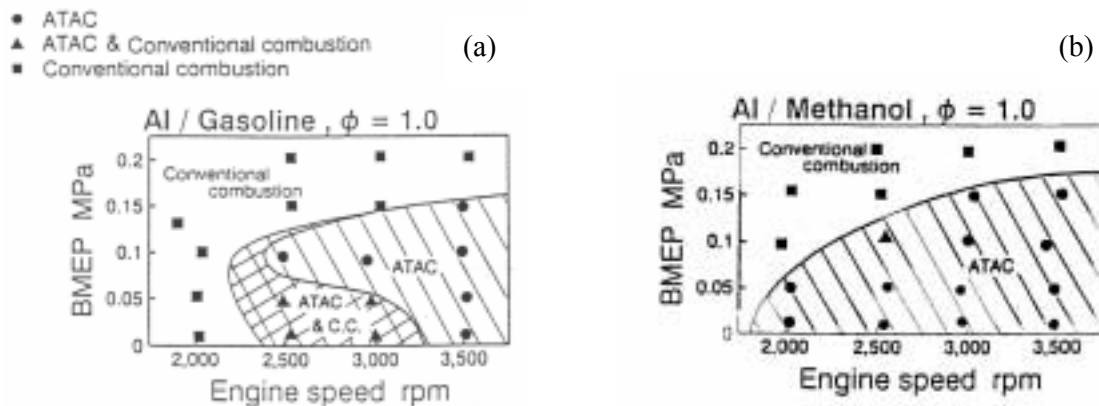 ● ATAC
▲ ATAC & Conventional combustion
■ Conventional combustion
(a)
Al / Gasoline , ϕ = 1.0
BMEP MPa
0.2
0.15
0.1
0.05
0
Conventional
combustion
ATAC
ATAC
& C.C.
2,000 2,500 3,000 3,500
Engine speed rpm
(b)
Al / Methanol , ϕ = 1.0
BMEP MPa
0.2
0.15
0.1
0.05
0
Conventional
combustion
ATAC
2,000 2,500 3,000 3,500
Engine speed rpm